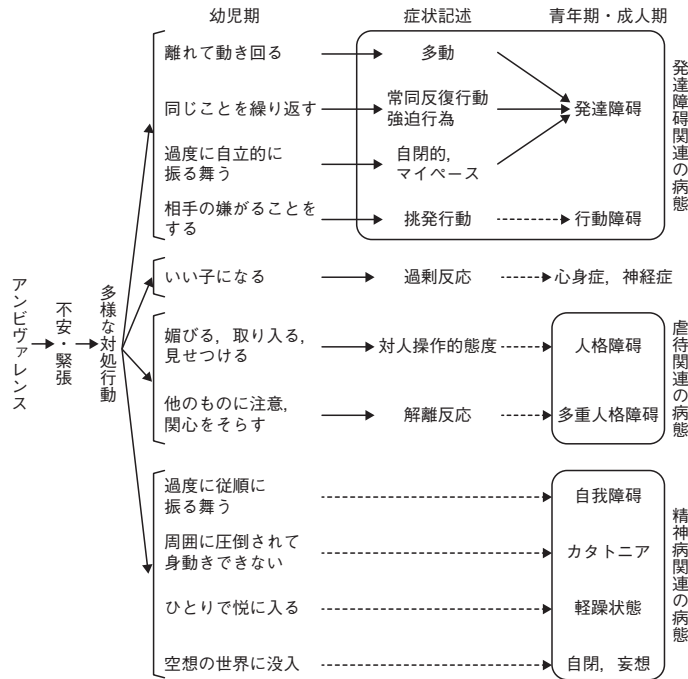 幼児期
症状記述
青年期・成人期
離れて動き回る
多動
同じことを繰り返す
常同反復行動
強迫行為
発達障碍
過度に自立的に
振る舞う
自閉的，
マイペース
相手の嫌がることを
する
挑発行動
行動障碍
発達障碍関連の病態
いい子になる
過剰反応
心身症，神経症
アンビヴァレンス
不安・緊張
多様な対処行動
媚びる，取り入る，
見せつける
対人操作的態度
人格障碍
他のものに注意，
関心をそらす
解離反応
多重人格障碍
虐待関連の病態
過度に従順に
振る舞う
自我障碍
周囲に圧倒されて
身動きできない
カタトニア
ひとりで悦に入る
軽躁状態
空想の世界に没入
自閉，妄想
精神病関連の病態